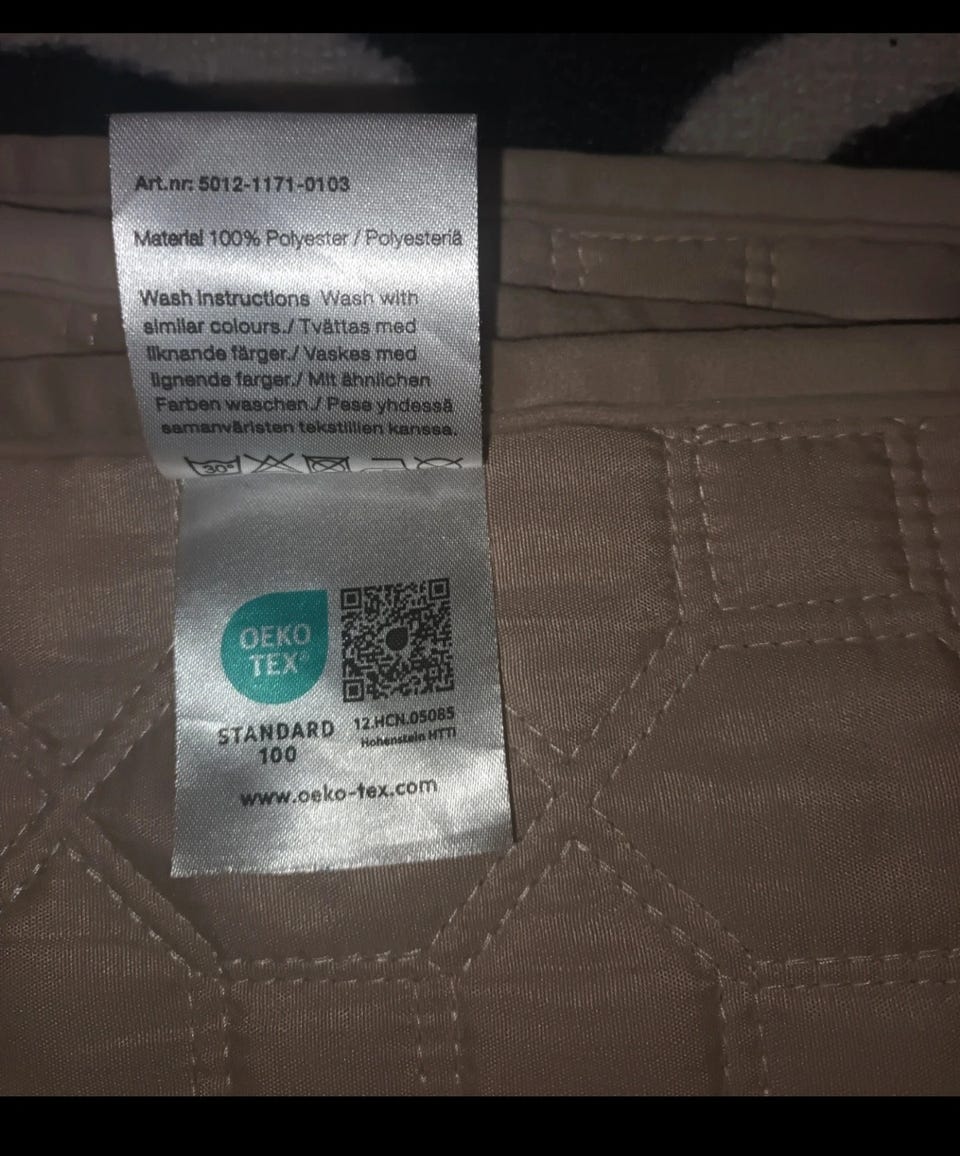 Art.nr: 5012-1171-0103
Material 100% Polyester / Polyesteriä
Wash Instructions Wash with
similar colours./ Tvättas med
liknande färger./ Vaskes med
lignende farger./ Mit ähnlichen
Farben waschen./ Pese yhdessä
samanväristen tekstiilien kanssa.
30°
OEKO
TEX®
STANDARD
100
12.HCN.05085
Hohenstein HTTI
www.oeko-tex.com